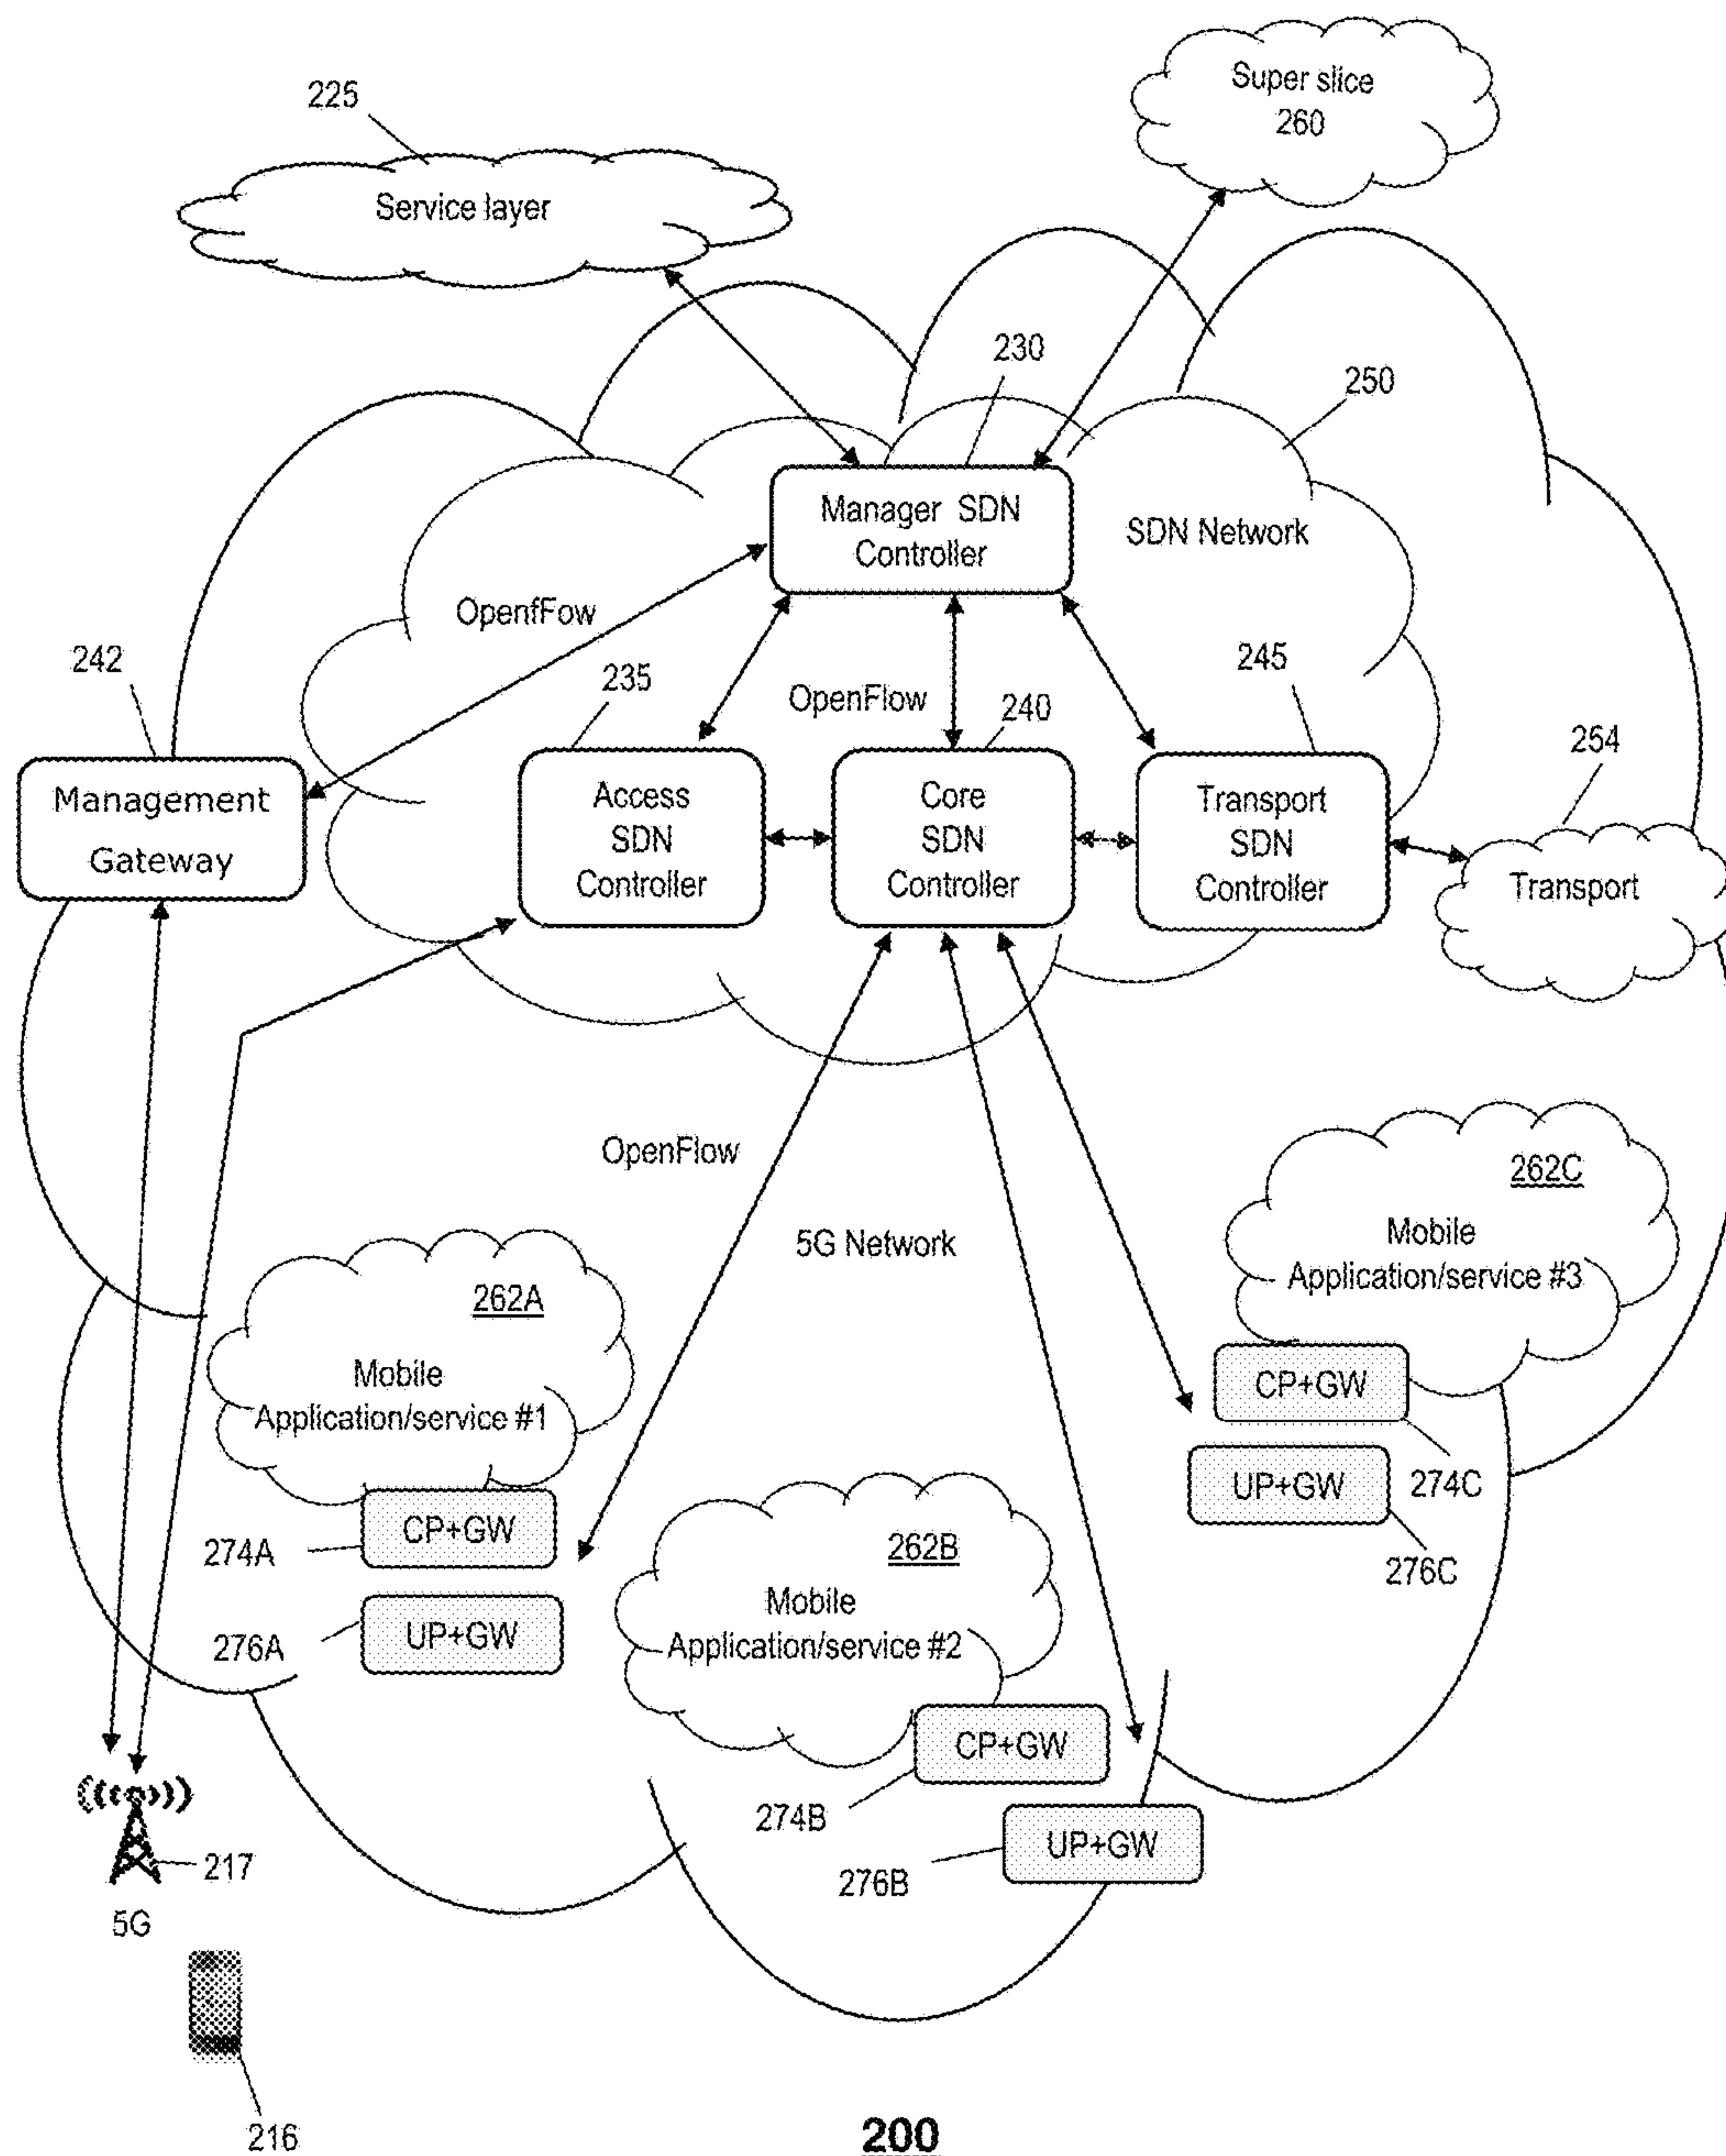 Super slice
260
225
Service layer
230
250
Manager SDN
Controller
SDN Network
OpenfFow
242
235
OpenFlow
240
245
254
Management
Gateway
Access
SDN
Controller
Core
SDN
Controller
Transport
SDN
Controller
Transport
OpenFlow
5G Network
262C
Mobile
Application/service #3
CP+GW
UP+GW
274C
276C
262A
Mobile
Application/service #1
CP+GW
274A
UP+GW
276A
262B
Mobile
Application/service #2
CP+GW
274B
UP+GW
276B
217
5G
216
200